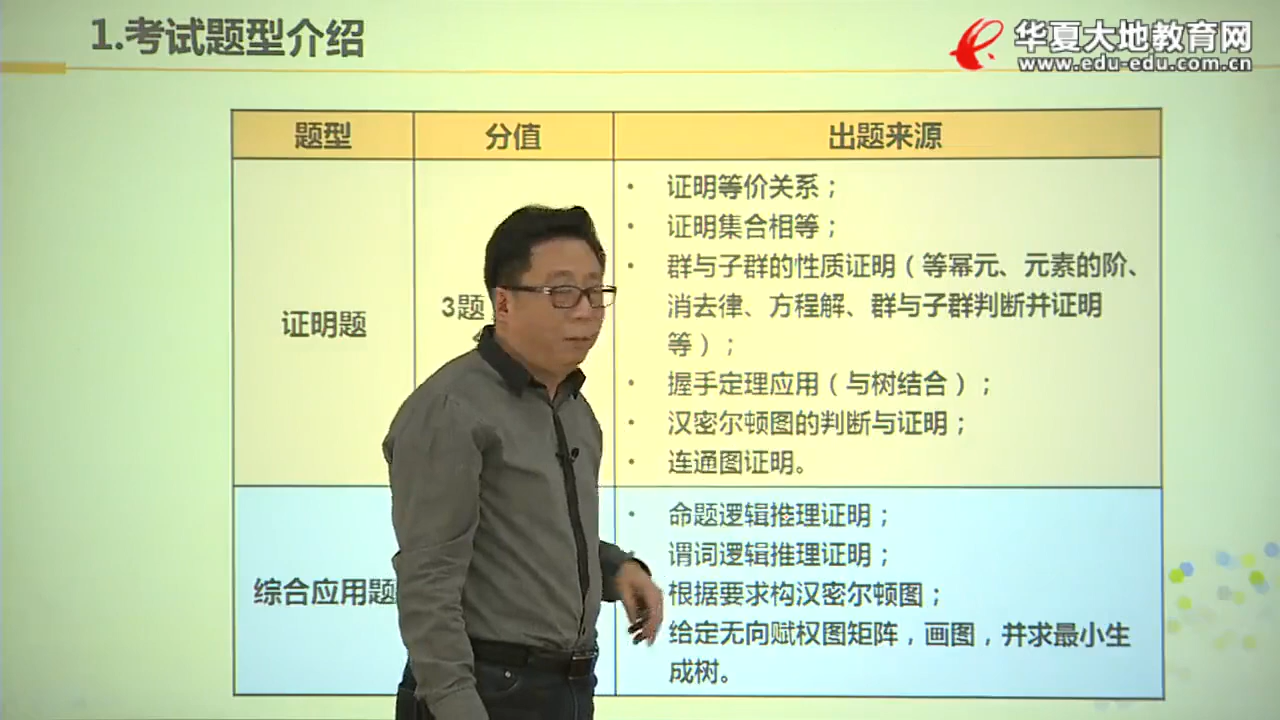 1.考试题型介绍
华夏大地教育网
www.edu-edu.com.cn
题型
分值
出题来源
证明题
3题
• 证明等价关系；
• 证明集合相等；
• 群与子群的性质证明（等幂元、元素的阶、
消去律、方程解、群与子群判断并证明
等）；
• 握手定理应用（与树结合）；
• 汉密尔顿图的判断与证明；
• 连通图证明。
综合应用题
• 命题逻辑推理证明；
谓词逻辑推理证明；
根据要求构汉密尔顿图；
给定无向赋权图矩阵，画图，并求最小生
成树。